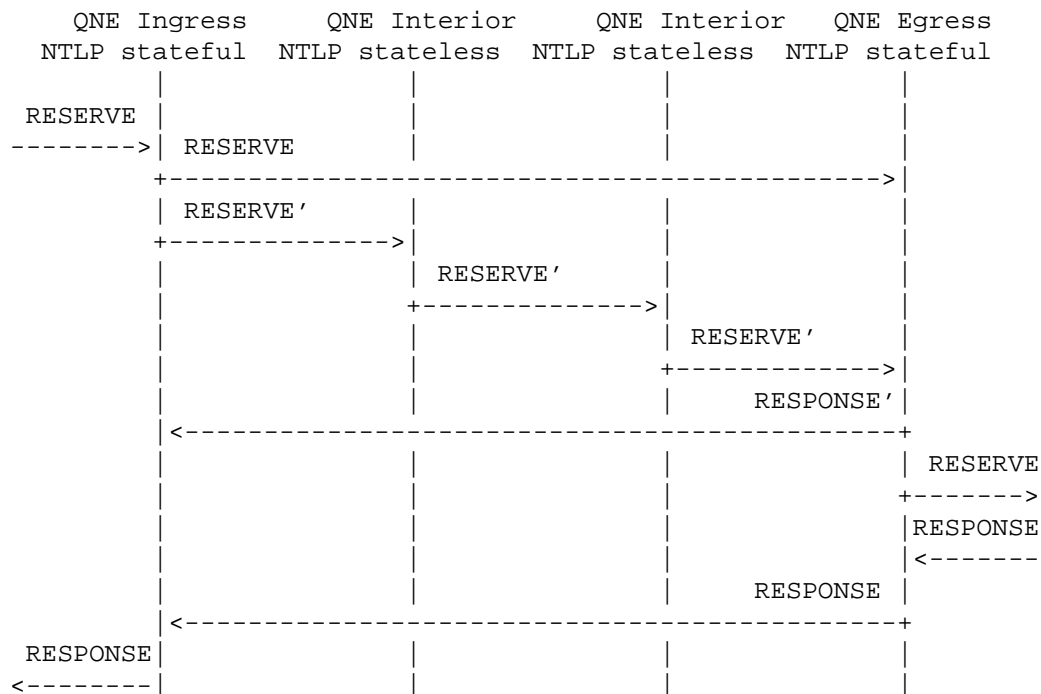 QNE Ingress QNE Interior QNE Interior QNE Egress
NTLP stateful NTLP stateless NTLP stateless NTLP stateful
RESERVE
RESERVE
RESERVE’
RESERVE’
RESERVE’
RESPONSE’
RESERVE
RESPONSE
RESPONSE
RESPONSE